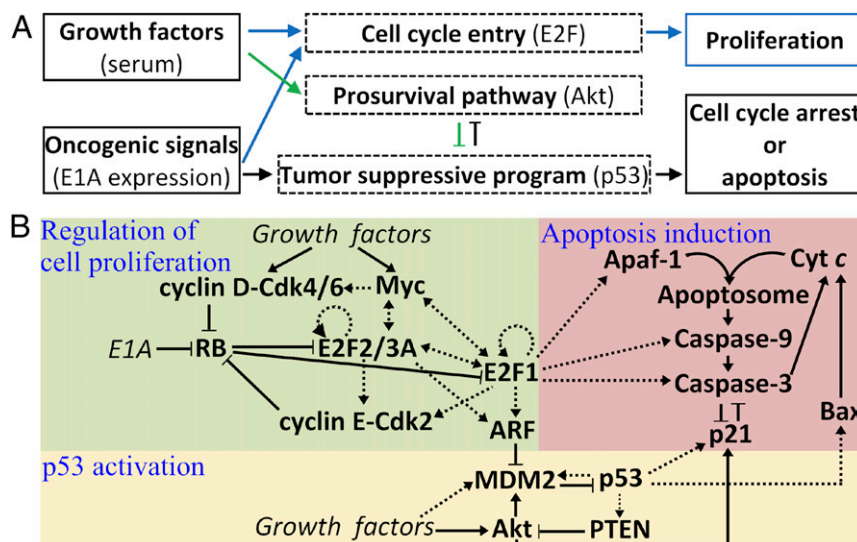 A
Growth factors
(serum)
Cell cycle entry (E2F)
Proliferation
Prosurvival pathway (Akt)
Oncogenic signals
(E1A expression)
Tumor suppressive program (p53)
Cell cycle arrest
or
apoptosis
B
Regulation of
cell proliferation
Growth factors
Apoptosis induction
Apaf-1
Cyt c
cyclin D-Cdk4/6
Myc
Apoptosome
E1A
RB
E2F2/3A
Caspase-9
E2F1
Caspase-3
cyclin E-Cdk2
ARF
p21
Bax
p53 activation
MDM2
p53
Growth factors
Akt
PTEN